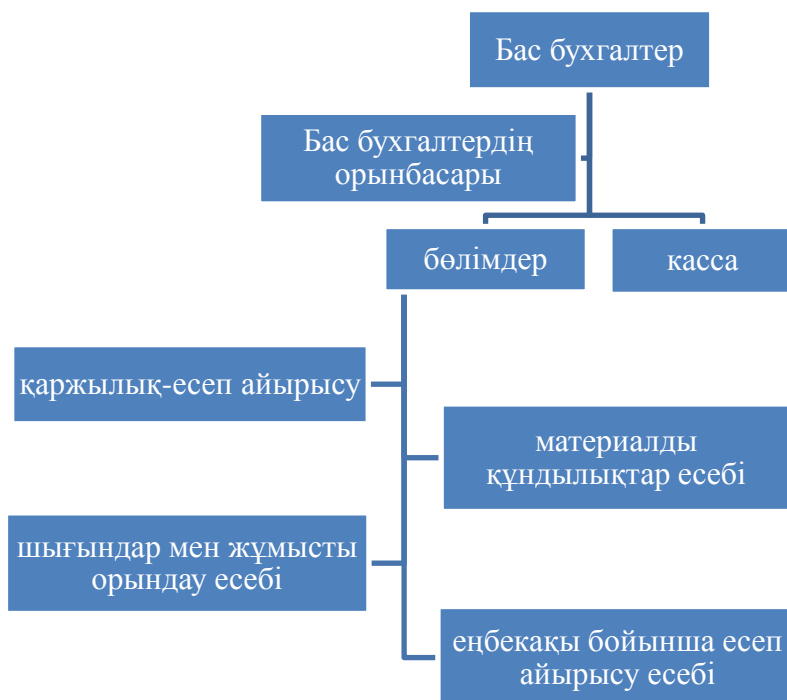 Бас бухгалтер
Бас бухгалтердің
орынбасары
бөлімдер
касса
қаржылық-есеп айырысу
материалды
құндылықтар есебі
шығындар мен жұмысты
орындау есебі
еңбекақы бойынша есеп
айырысу есебі